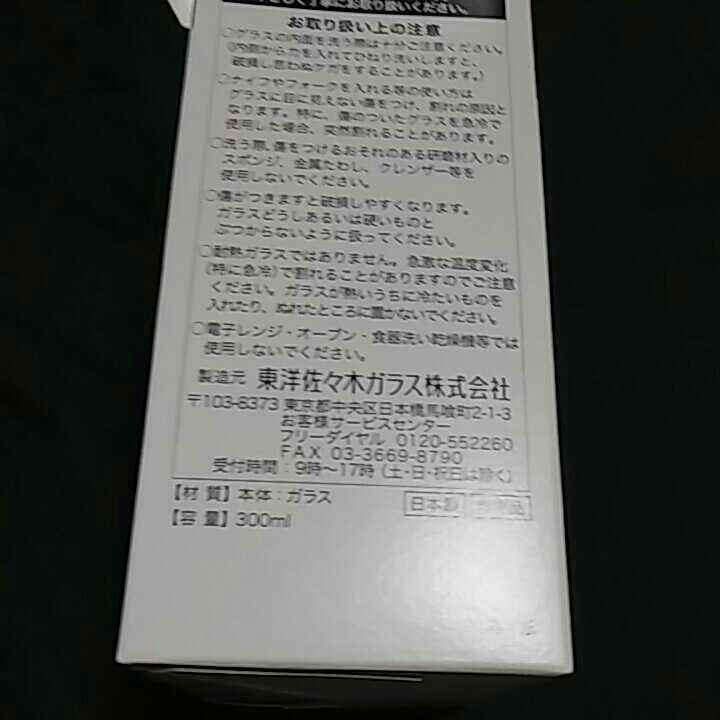 丁寧にお取り扱いください。
お取り扱い上の注意
○グラスの内面を洗う際は十分ご注意ください。
(内側から力を入れてひねり洗いしますと、
破損し思わぬケガをすることがあります。)
○ナイフやフォークを入れる等の使い方は
グラスに目に見えない傷をつけ、割れの原因と
なります。特に、傷のついたグラスを急冷で
使用した場合、突然割れることがあります。
○洗う際、傷をつけるおそれのある研磨材入りの
スポンジ、金属たわし、クレンザー等を
使用しないでください。
○傷がつきますと破損しやすくなります。
ガラスどうしあるいは硬いものと
ぶつからないように扱ってください。
○耐熱ガラスではありません。急激な温度変化
(特に急冷)で割れることがありますのでご注意
ください。ガラスが熱いうちに冷たいものを
入れたり、ぬれたところに置かないでください。
○電子レンジ・オーブン・食器洗い乾燥機等では
使用しないでください。
製造元 東洋佐々木ガラス株式会社
〒103-8373 東京都中央区日本橋馬喰町2-1-3
お客様サービスセンター
フリーダイヤル 0120-552260
FAX 03-3669-8790
受付時間:9時〜17時(土・日・祝日は除く)
【材 質】本体:ガラス 日本製
【容 量】300ml